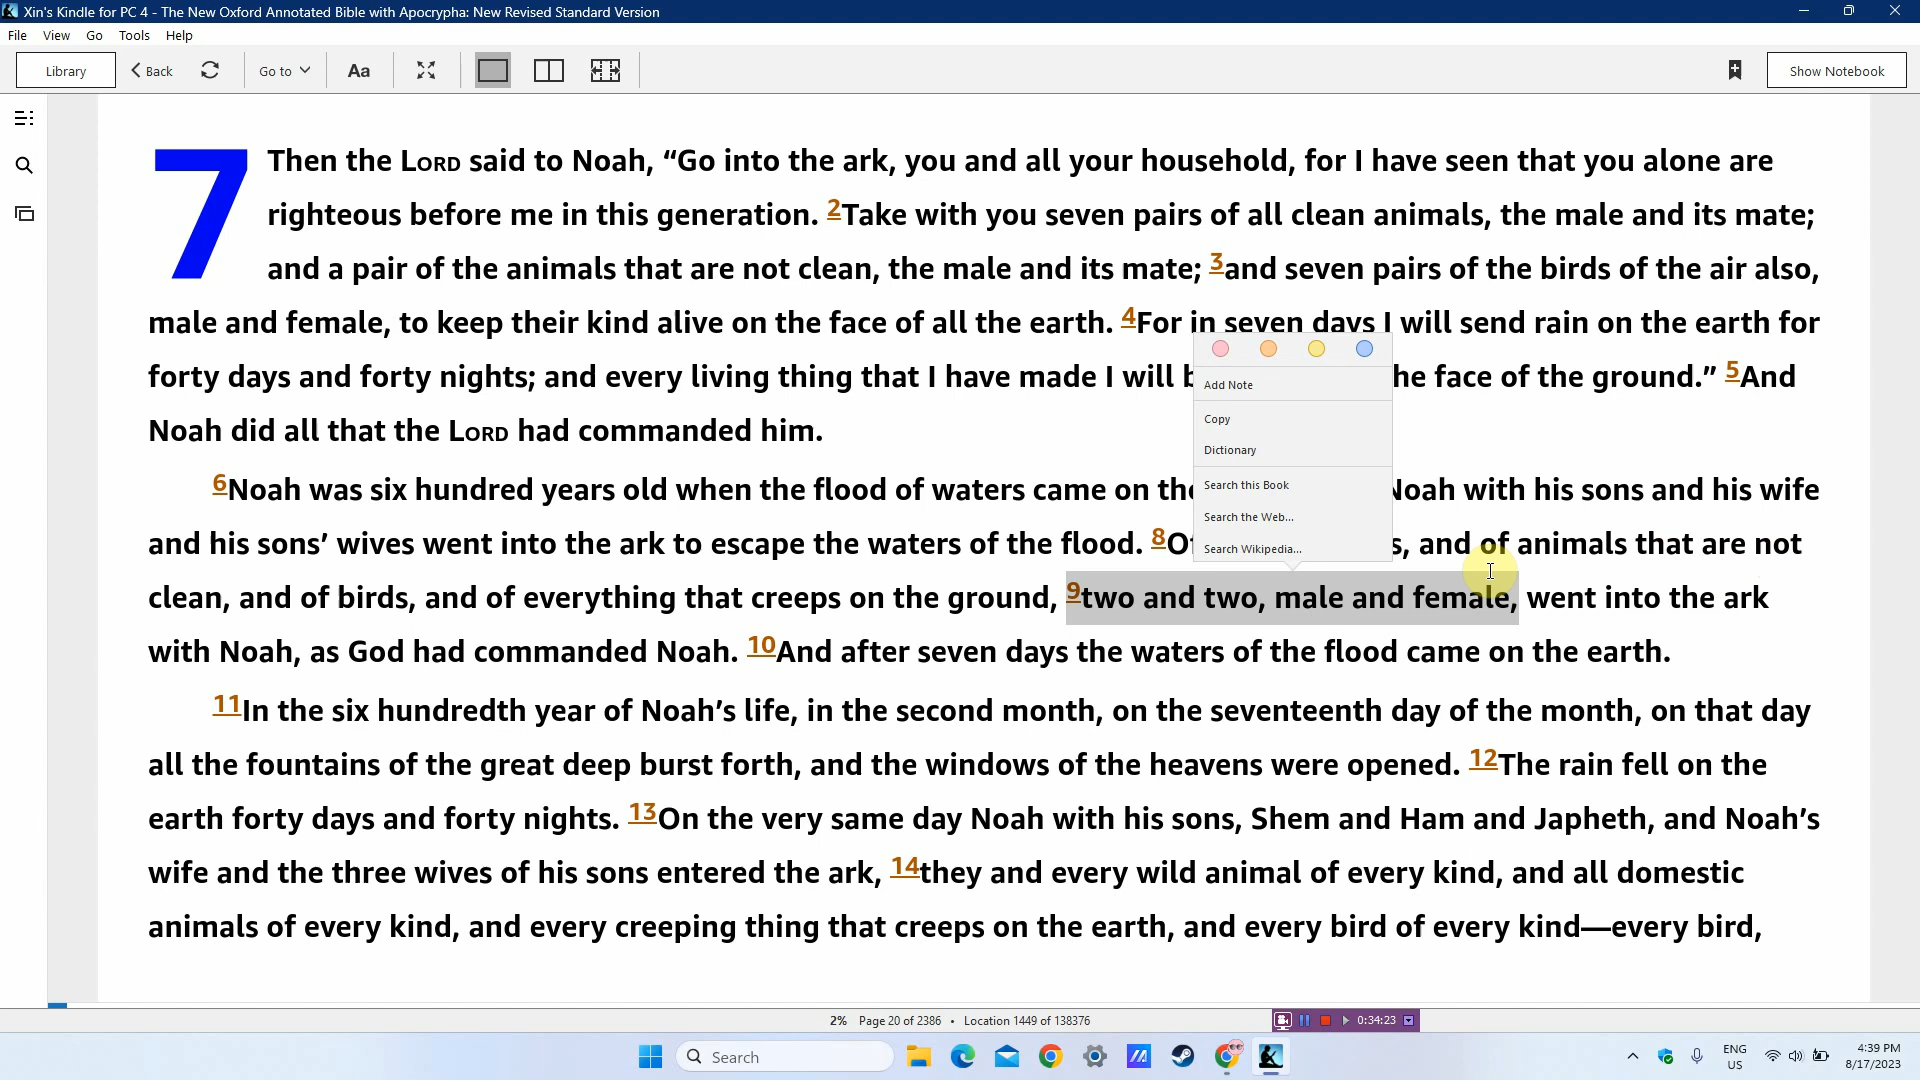 Xin's Kindle for PC 4 - The New Oxford Annotated Bible with Apocrypha: New Revised Standard Version
File View Go Tools Help
Library Back Go to Aa Show Notebook
7 Then the LORD said to Noah, “Go into the ark, you and all your household, for I have seen that you alone are
righteous before me in this generation. 2Take with you seven pairs of all clean animals, the male and its mate;
and a pair of the animals that are not clean, the male and its mate; 3and seven pairs of the birds of the air also,
male and female, to keep their kind alive on the face of all the earth. 4For in seven days I will send rain on the earth for
forty days and forty nights; and every living thing that I have made I will b he face of the ground.” 5And
Noah did all that the LORD had commanded him.
6Noah was six hundred years old when the flood of waters came on the Noah with his sons and his wife
and his sons’ wives went into the ark to escape the waters of the flood. 8Of s, and of animals that are not
clean, and of birds, and of everything that creeps on the ground, 9two and two, male and female, went into the ark
with Noah, as God had commanded Noah. 10And after seven days the waters of the flood came on the earth.
11In the six hundredth year of Noah’s life, in the second month, on the seventeenth day of the month, on that day
all the fountains of the great deep burst forth, and the windows of the heavens were opened. 12The rain fell on the
earth forty days and forty nights. 13On the very same day Noah with his sons, Shem and Ham and Japheth, and Noah’s
wife and the three wives of his sons entered the ark, 14they and every wild animal of every kind, and all domestic
animals of every kind, and every creeping thing that creeps on the earth, and every bird of every kind—every bird,
Add Note
Copy
Dictionary
Search this Book
Search the Web...
Search Wikipedia...
2% Page 20 of 2386 • Location 1449 of 138376
0:34:23
Search
ENG
US
4:39 PM
8/17/2023